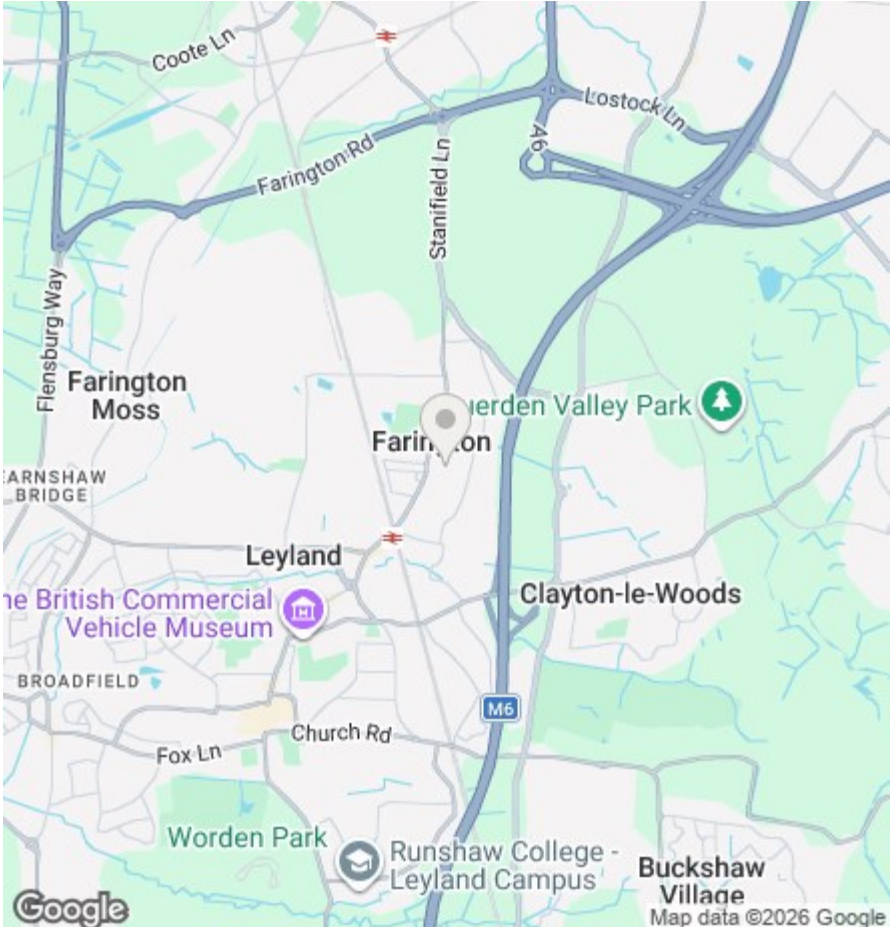 Coote Ln
Lostock Ln
A6
Farington Rd
Stanifield Ln
Flensburg Way
Farington
Moss
uerden Valley Park
Farington
EARNSHAW
BRIDGE
Leyland
Clayton-le-Woods
he British Commercial
Vehicle Museum
BROADFIELD
M6
Church Rd
Fox Ln
Worden Park
Runshaw College -
Leyland Campus
Buckshaw
Village
Google
Map data ©2026 Google